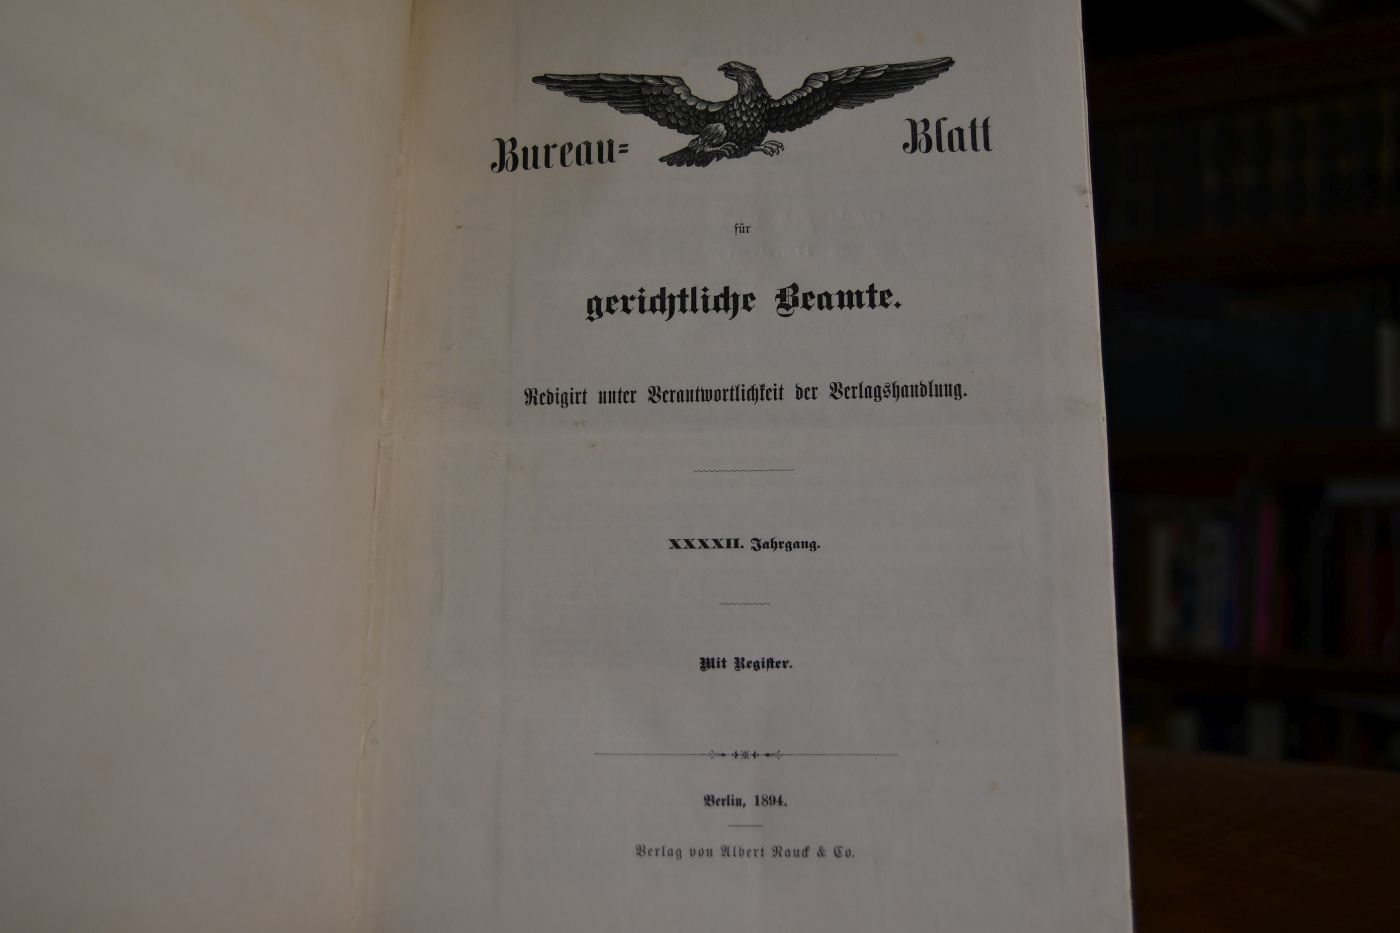 Bureau- Blatt
für
gerichtliche Beamte.
Redigirt unter Verantwortlichkeit der Verlagshandlung.
XXXXII. Jahrgang.
Mit Register.
Berlin, 1894.
Verlag von Albert Nauck & Co.